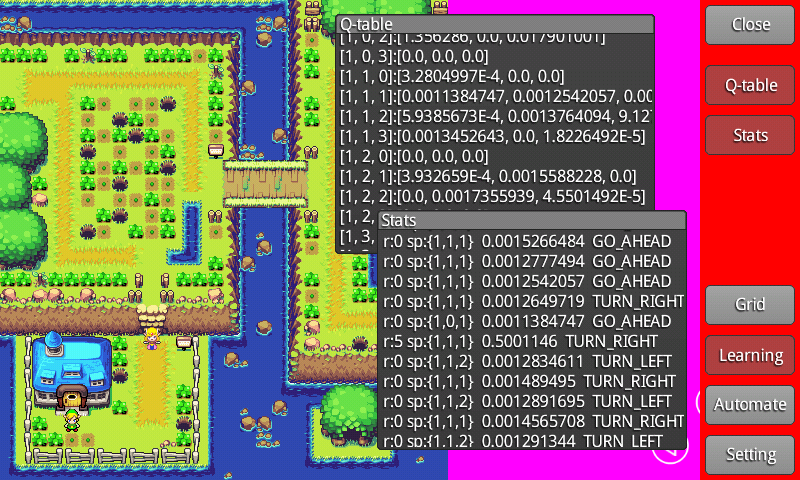 Q-table
[1, 0, 2]:[1.356286, 0.0, 0.017901001]
[1, 0, 3]:[0.0, 0.0, 0.0]
[1, 1, 0]:[3.2804997E-4, 0.0, 0.0]
[1, 1, 1]:[0.0011384747, 0.0012542057, 0.00
[1, 1, 2]:[5.9385673E-4, 0.0013764094, 9.12
[1, 1, 3]:[0.0013452643, 0.0, 1.8226492E-5]
[1, 2, 0]:[0.0, 0.0, 0.0]
[1, 2, 1]:[3.932659E-4, 0.0015588228, 0.0]
[1, 2, 2]:[0.0, 0.0017355939, 4.5501492E-5]
[1, 2,
[1, 3,
Stats
r:0 sp:{1,1,1} 0.0015266484 GO_AHEAD
r:0 sp:{1,1,1} 0.0012777494 GO_AHEAD
r:0 sp:{1,1,1} 0.0012542057 GO_AHEAD
r:0 sp:{1,1,1} 0.0012649719 TURN_RIGHT
r:0 sp:{1,0,1} 0.0011384747 GO_AHEAD
r:5 sp:{1,1,1} 0.5001146 TURN_RIGHT
r:0 sp:{1,1,2} 0.0012834611 TURN_LEFT
r:0 sp:{1,1,1} 0.001489495 TURN_RIGHT
r:0 sp:{1,1,2} 0.0012891695 TURN_LEFT
r:0 sp:{1,1,1} 0.0014565708 TURN_RIGHT
r:0 sp:{1,1,2} 0.001291344 TURN_LEFT
Close
Q-table
Stats
Grid
Learning
Automate
Setting